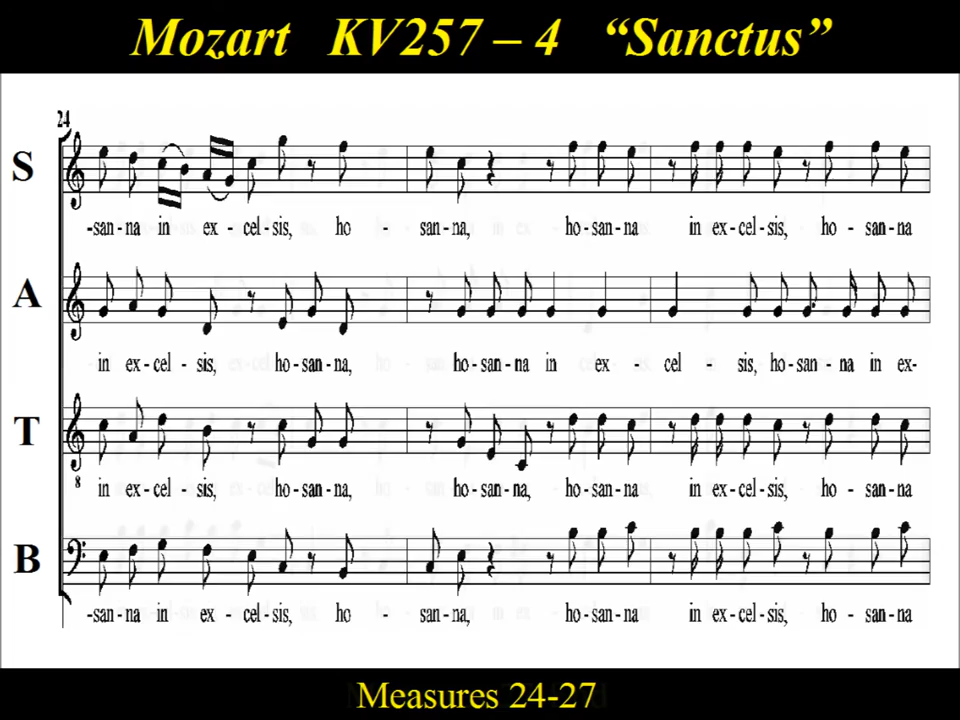 Mozart KV257 – 4 “Sanctus”
24
S
-san-na in ex-cel-sis, ho - san-na, ho-san-na in ex-cel-sis, ho-san-na
A
in ex-cel-sis, ho-san-na, ho-san-na in ex - cel - sis, ho-san-na in ex-
T
8
in ex-cel-sis, ho-san-na, ho-san-na, ho-san-na in ex-cel-sis, ho-san-na
B
-san-na in ex-cel-sis, ho - san-na, ho-san-na in ex-cel-sis, ho-san-na
Measures 24-27